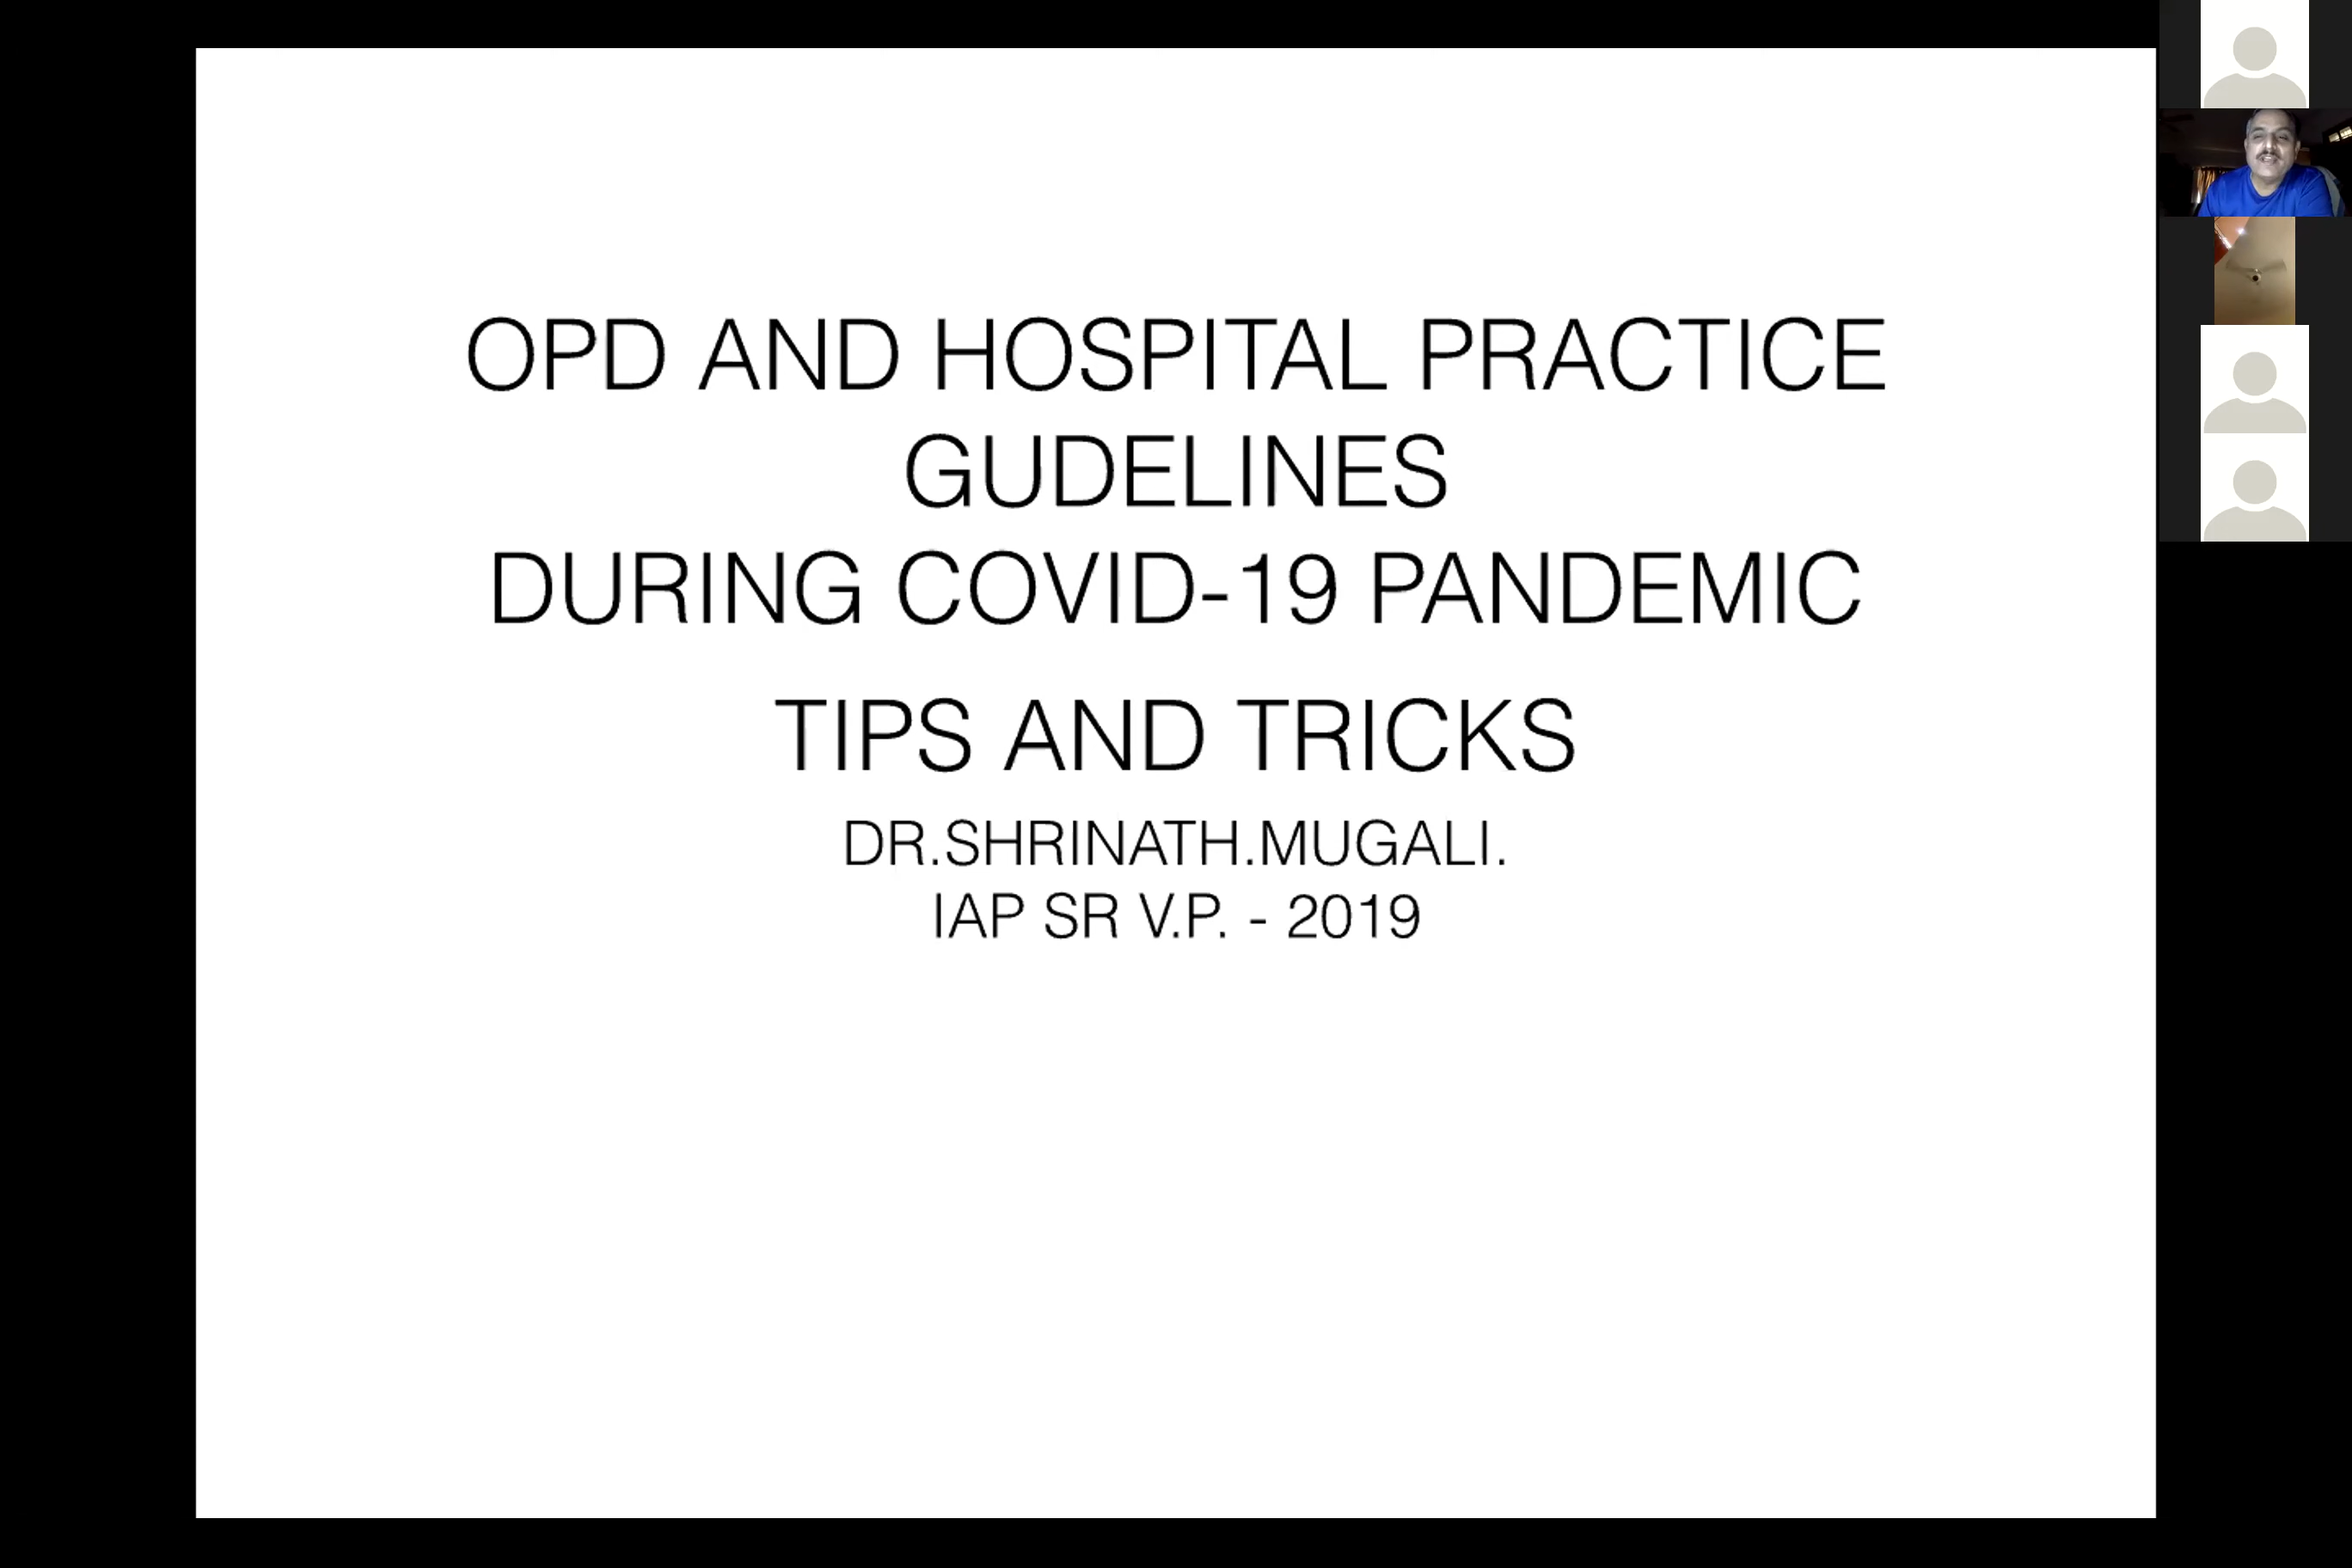 OPD AND HOSPITAL PRACTICE
GUDELINES
DURING COVID-19 PANDEMIC
TIPS AND TRICKS
DR.SHRINATH.MUGALI.
IAP SR V.P. - 2019